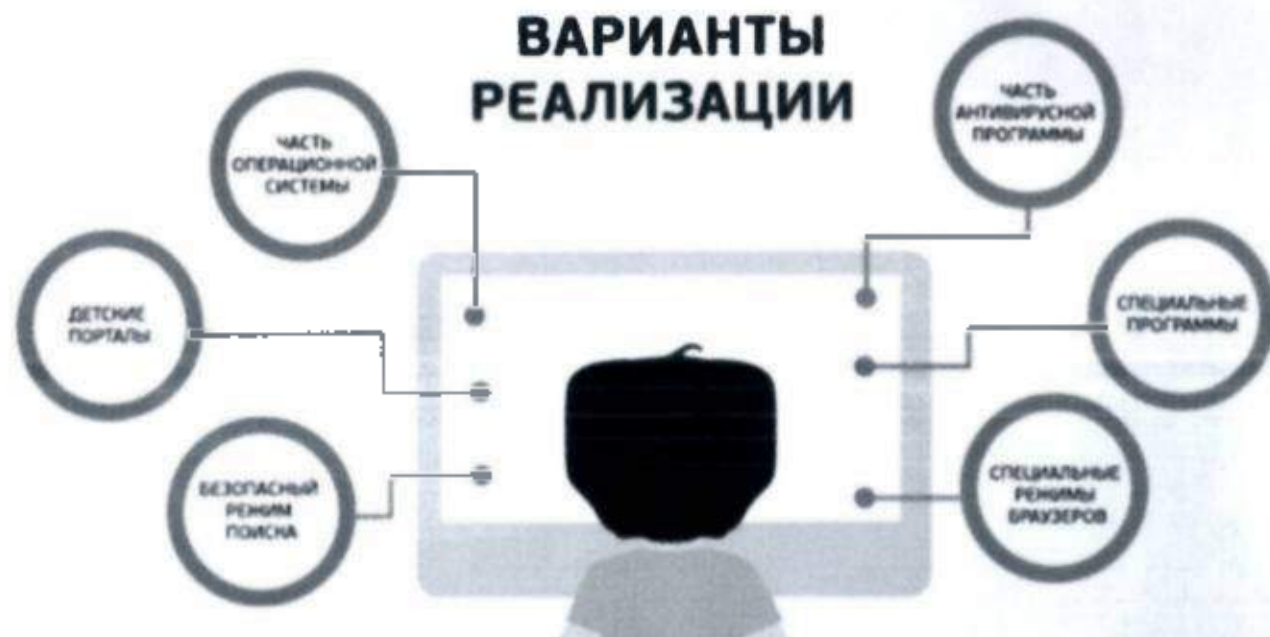 ВАРИАНТЫ
РЕАЛИЗАЦИИ
ЧАСТЬ
ОПЕРАЦИОННОЙ
СИСТЕМЫ
ДЕТСКИЕ
ПОРТАЛЫ
БЕЗОПАСНЫЙ
РЕЖИМ
ПОИСКА
ЧАСТЬ
АНТИВИРУСНОЙ
ПРОГРАММЫ
СПЕЦИАЛЬНЫЕ
ПРОГРАММЫ
СПЕЦИАЛЬНЫЕ
РЕЖИМЫ
БРАУЗЕРОВ